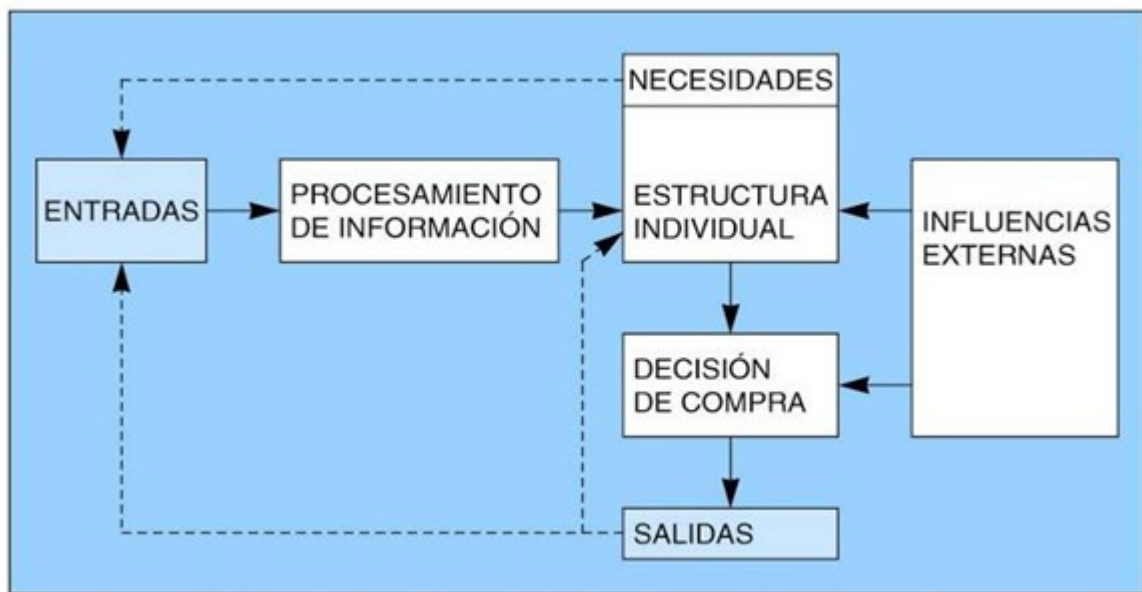 NECESIDADES
ENTRADAS
PROCESAMIENTO
DE INFORMACIÓN
ESTRUCTURA
INDIVIDUAL
INFLUENCIAS
EXTERNAS
DECISIÓN
DE COMPRA
SALIDAS